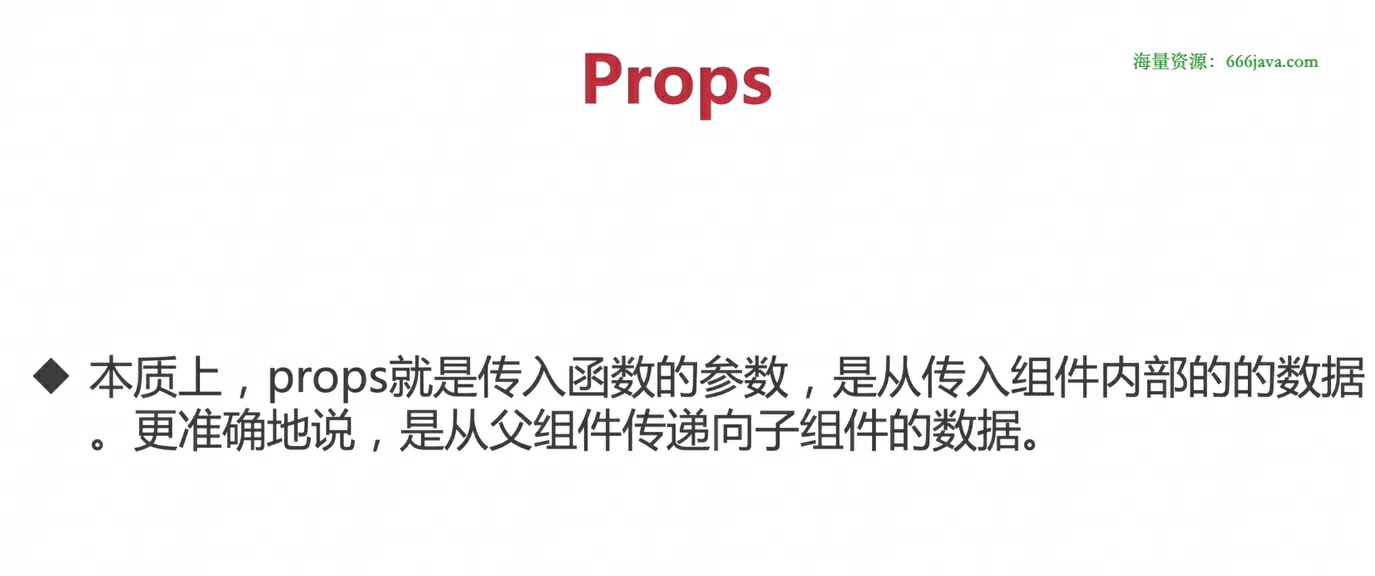 Props
海量资源：666java.com
◆ 本质上，props就是传入函数的参数，是从传入组件内部的的数据
。更准确地说，是从父组件传递向子组件的数据。